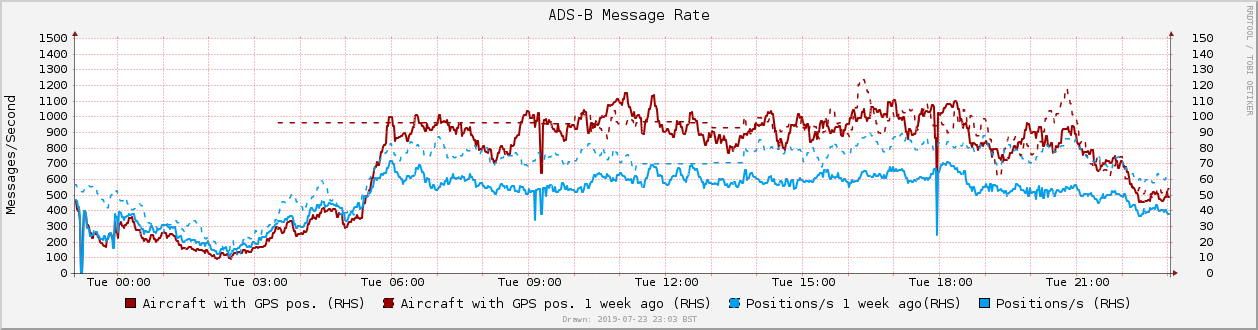 ADS-B Message Rate
RRDTOOL / TOBI OETIKER
Messages/Second
1500 150
1400 140
1300 130
1200 120
1100 110
1000 100
900 90
800 80
700 70
600 60
500 50
400 40
300 30
200 20
100 10
0 0
Tue 00:00 Tue 03:00 Tue 06:00 Tue 09:00 Tue 12:00 Tue 15:00 Tue 18:00 Tue 21:00
Aircraft with GPS pos. (RHS) Aircraft with GPS pos. 1 week ago (RHS) Positions/s 1 week ago(RHS) Positions/s (RHS)
Drawn: 2019-07-23 23:03 BST